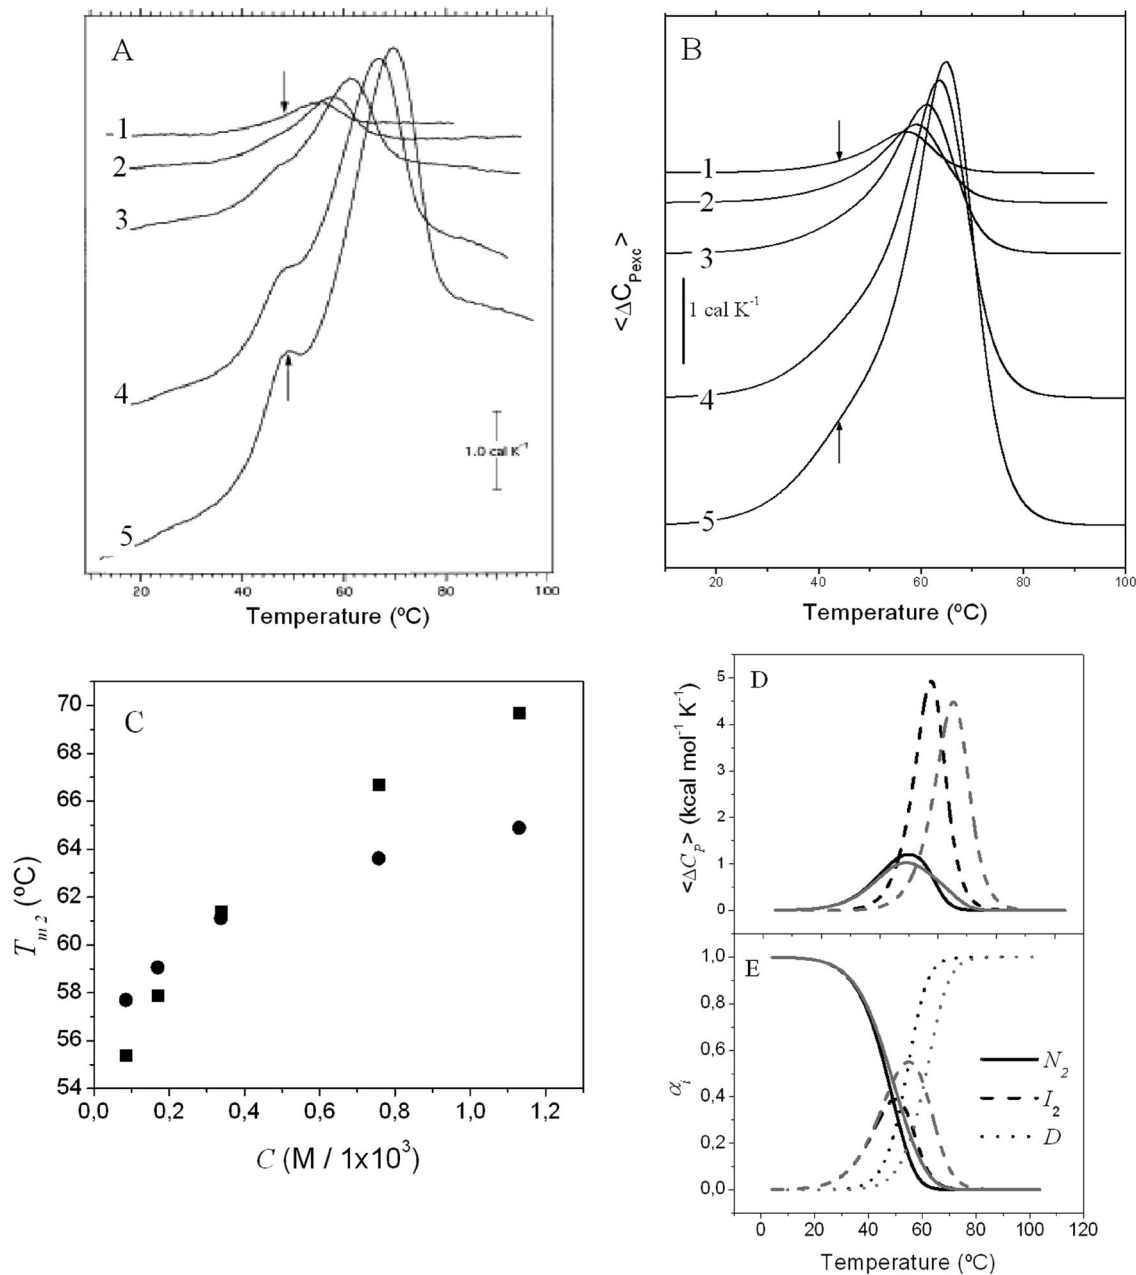 A
1
2
3
4
5
1.0 cal K⁻¹
20 40 60 80 100
Temperature (ºC)
B
<ΔC_Pexc>
1
2
3
1 cal K⁻¹
4
5
20 40 60 80 100
Temperature (ºC)
C
T_m 2 (ºC)
70
68
66
64
62
60
58
56
54
0,0 0,2 0,4 0,6 0,8 1,0 1,2
C (M / 1x10³)
D
<ΔC_P> (kcal mol⁻¹ K⁻¹)
5
4
3
2
1
0
E
α_i
1,0
0,8
0,6
0,4
0,2
0,0
N₂
I₂
D
0 20 40 60 80 100 120
Temperature (ºC)